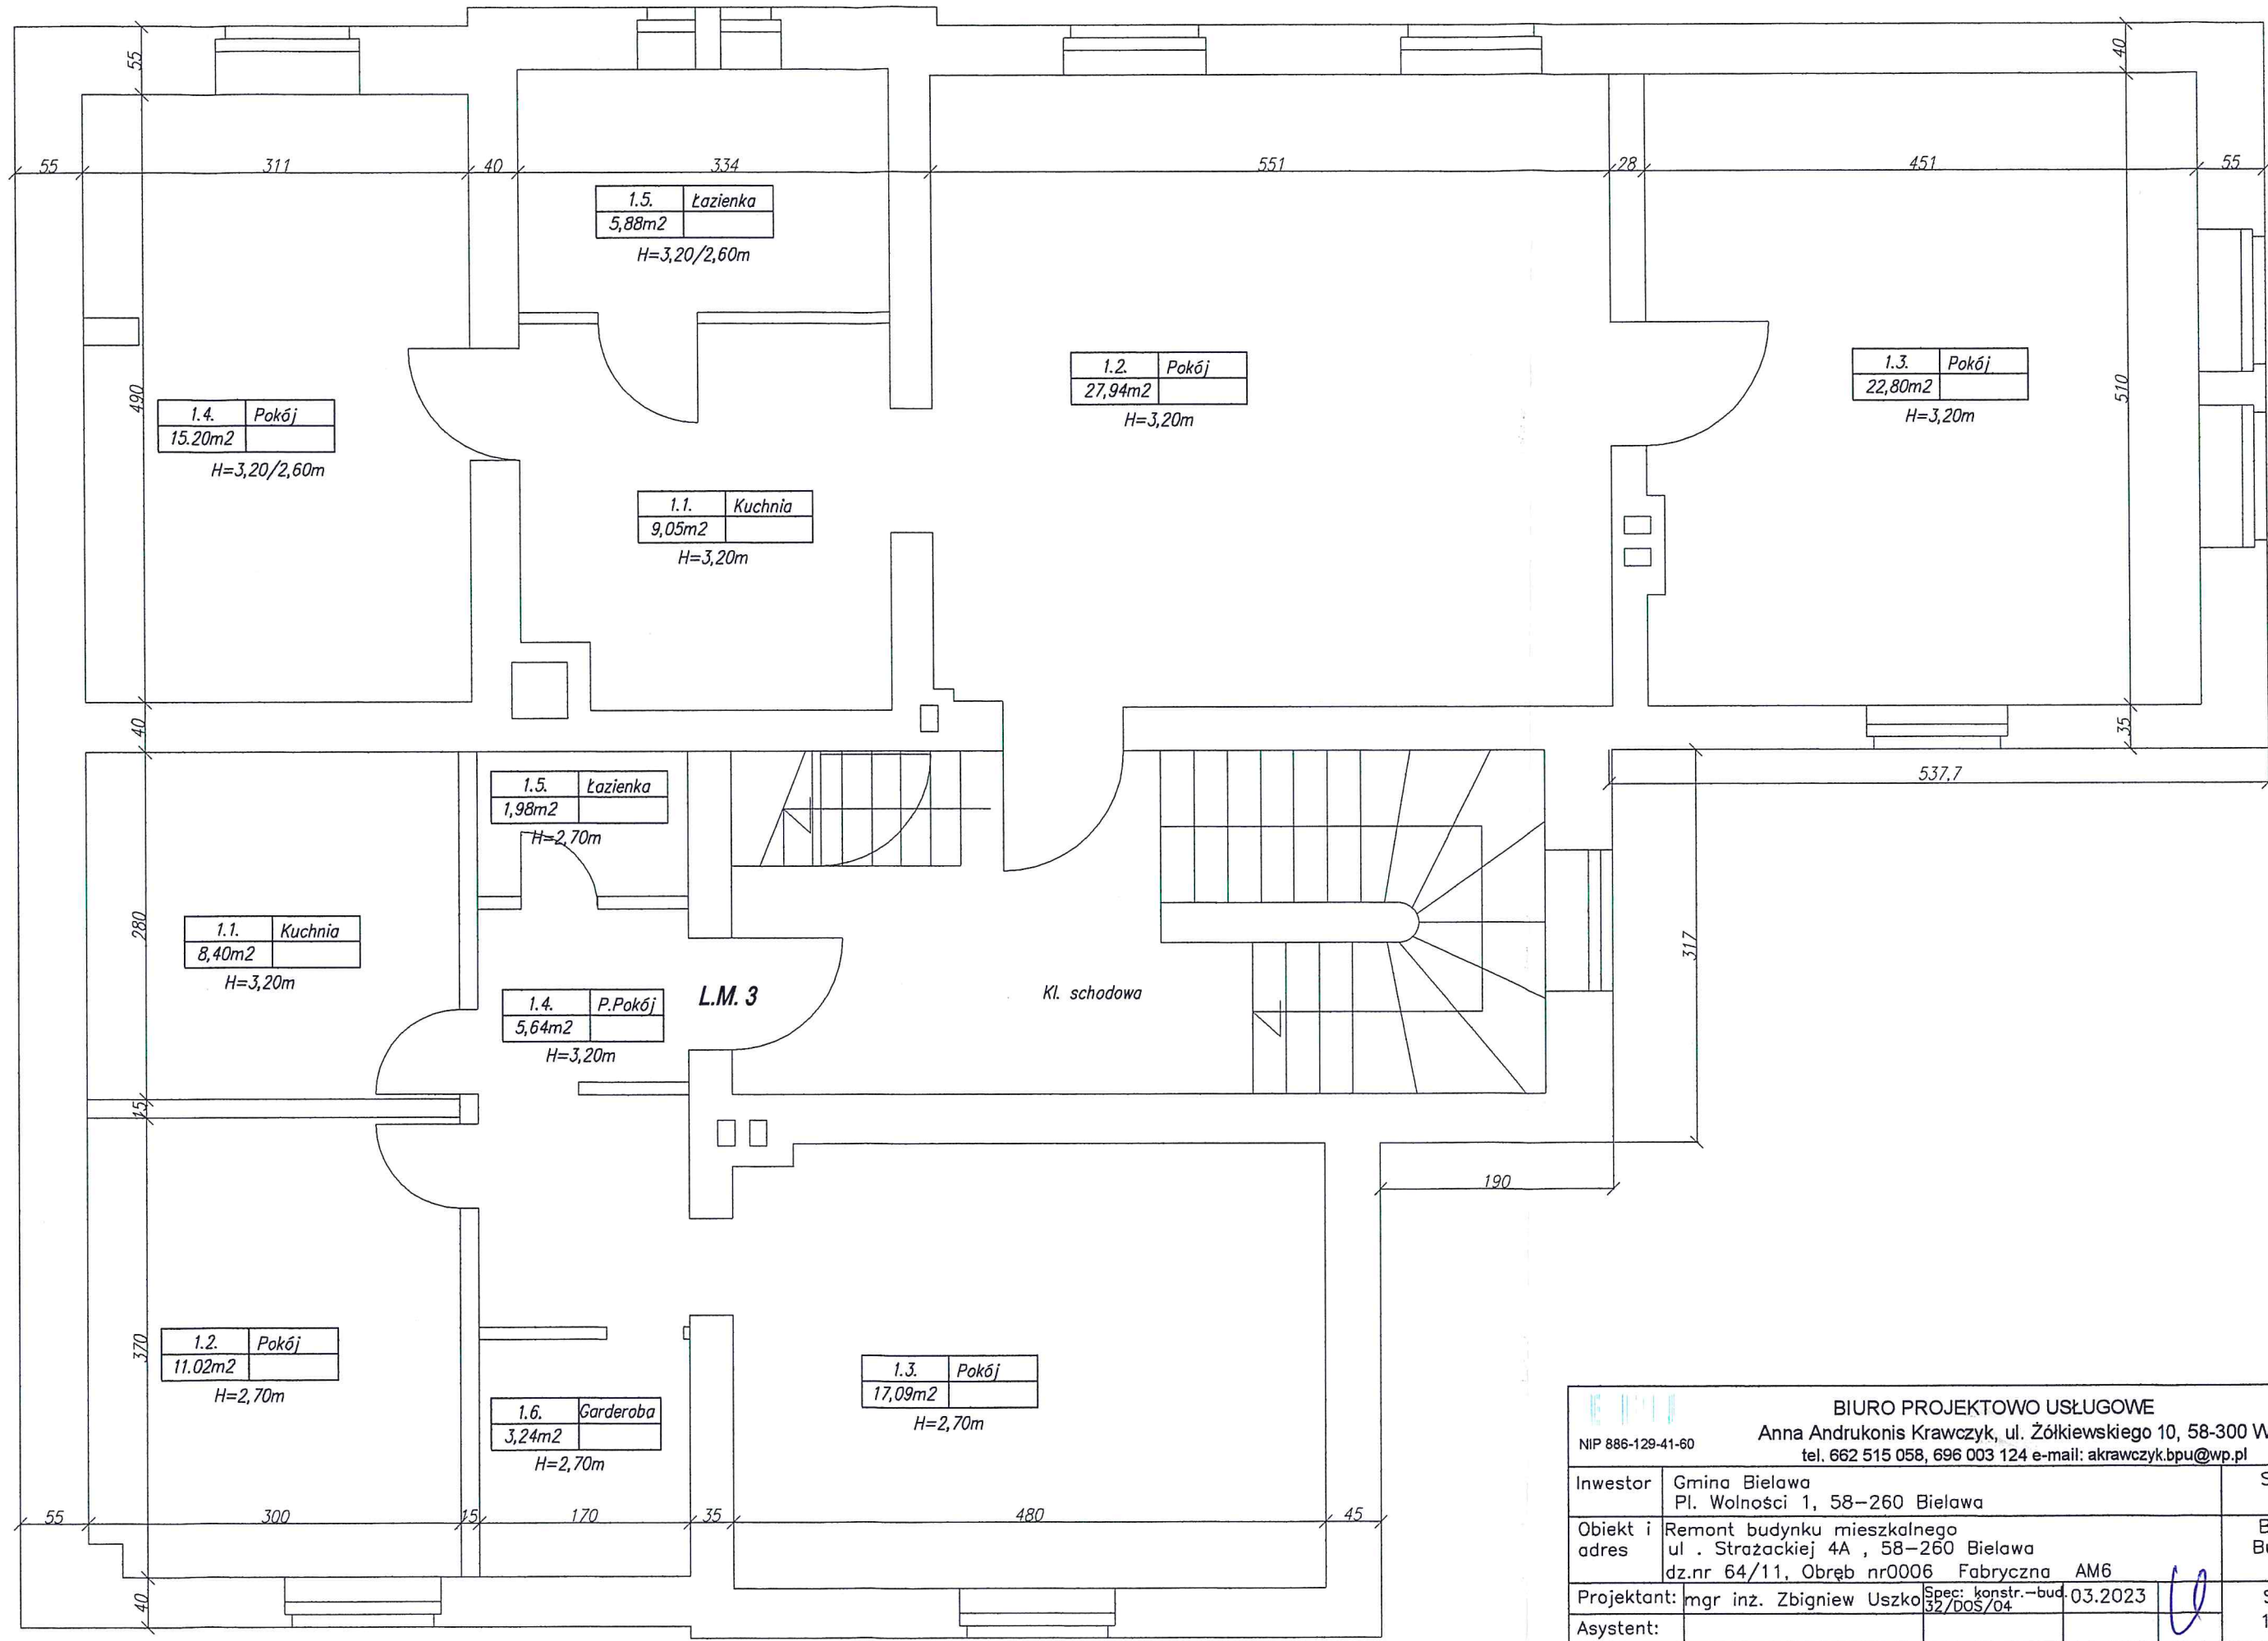 55
40
55
311
40
334
551
28
451
55
1.5. Łazienka
5,88m2
H=3,20/2,60m
490
1.4. Pokój
15.20m2
H=3,20/2,60m
1.2. Pokój
27,94m2
H=3,20m
1.3. Pokój
22,80m2
H=3,20m
510
1.1. Kuchnia
9,05m2
H=3,20m
40
35
537,7
1.5. Łazienka
1,98m2
H=2,70m
280
1.1. Kuchnia
8,40m2
H=3,20m
1.4. P.Pokój
5,64m2
H=3,20m
L.M. 3
Kl. schodowa
317
15
190
370
1.2. Pokój
11.02m2
H=2,70m
1.3. Pokój
17,09m2
H=2,70m
1.6. Garderoba
3,24m2
H=2,70m
55
300
15
170
35
480
45
40
BIURO PROJEKTOWO USŁUGOWE
Anna Andrukonis Krawczyk, ul. Żółkiewskiego 10, 58-300 W
NIP 886-129-41-60
tel. 662 515 058, 696 003 124 e-mail: akrawczyk.bpu@wp.pl
Inwestor Gmina Bielawa
Pl. Wolności 1, 58-260 Bielawa
Obiekt i adres
Remont budynku mieszkalnego
ul . Strażackiej 4A , 58-260 Bielawa
dz.nr 64/11, Obręb nr0006 Fabryczna AM6
Projektant: mgr inż. Zbigniew Uszko Spec: konstr.-bud. 32/DOŚ/04 03.2023
Asystent: